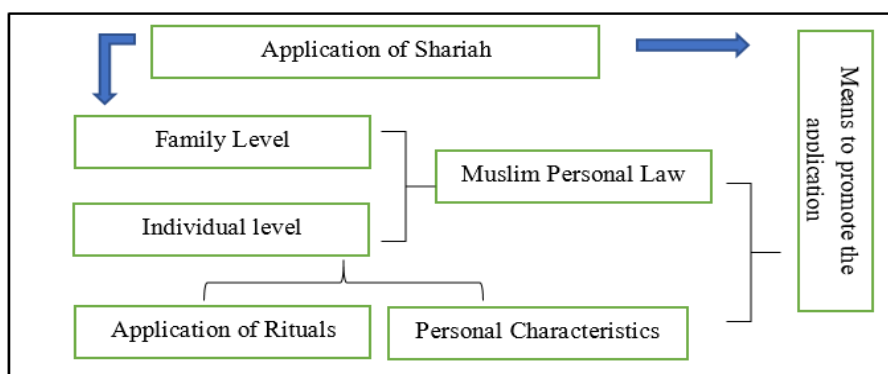 Application of Shariah
Family Level
Muslim Personal Law
Individual level
Application of Rituals
Personal Characteristics
Means to promote the
application